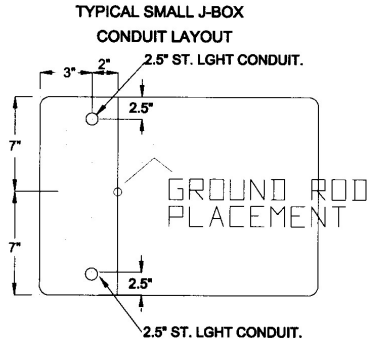 TYPICAL SMALL J-BOX
CONDUIT LAYOUT
3" 2" 2.5" ST. LGHT CONDUIT.
2.5"
7"
GROUND ROD
PLACEMENT
7"
2.5"
2.5" ST. LGHT CONDUIT.